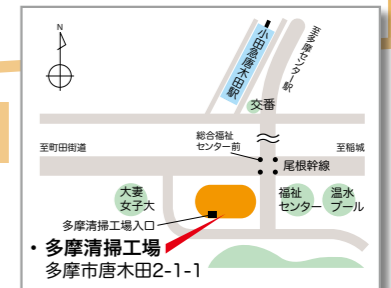 N
小田急唐木田駅
至多摩センター駅
交番
総合福祉
センター前
至町田街道
至稲城
尾根幹線
大妻
女子大
福祉
センター
温水
プール
多摩清掃工場入口
・多摩清掃工場
多摩市唐木田2-1-1